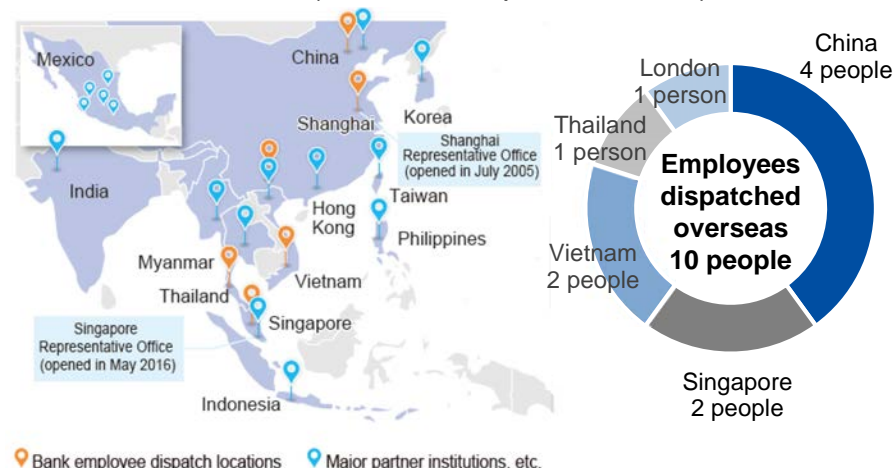 Mexico
China
Korea
Shanghai
Shanghai
Representative Office
(opened in July 2005)
India
Hong
Kong
Taiwan
Philippines
Myanmar
Vietnam
Thailand
Singapore
Singapore
Representative Office
(opened in May 2016)
Indonesia
Bank employee dispatch locations
Major partner institutions, etc.
China
4 people
London
1 person
Thailand
1 person
Employees
dispatched
overseas
10 people
Vietnam
2 people
Singapore
2 people